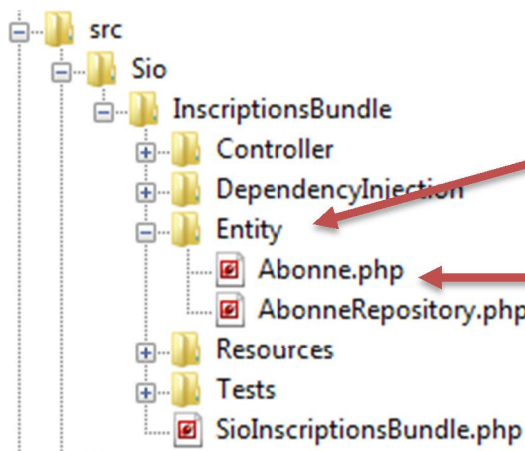 src
Sio
InscriptionsBundle
Controller
DependencyInjection
Entity
Abonne.php
AbonneRepository.php
Resources
Tests
SioInscriptionsBundle.php